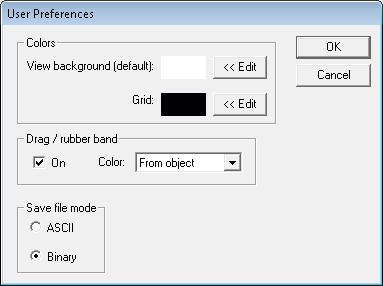 User Preferences
Colors
View background (default):
<< Edit
Grid:
<< Edit
OK
Cancel
Drag / rubber band
On
Color:
From object
Save file mode
ASCII
Binary